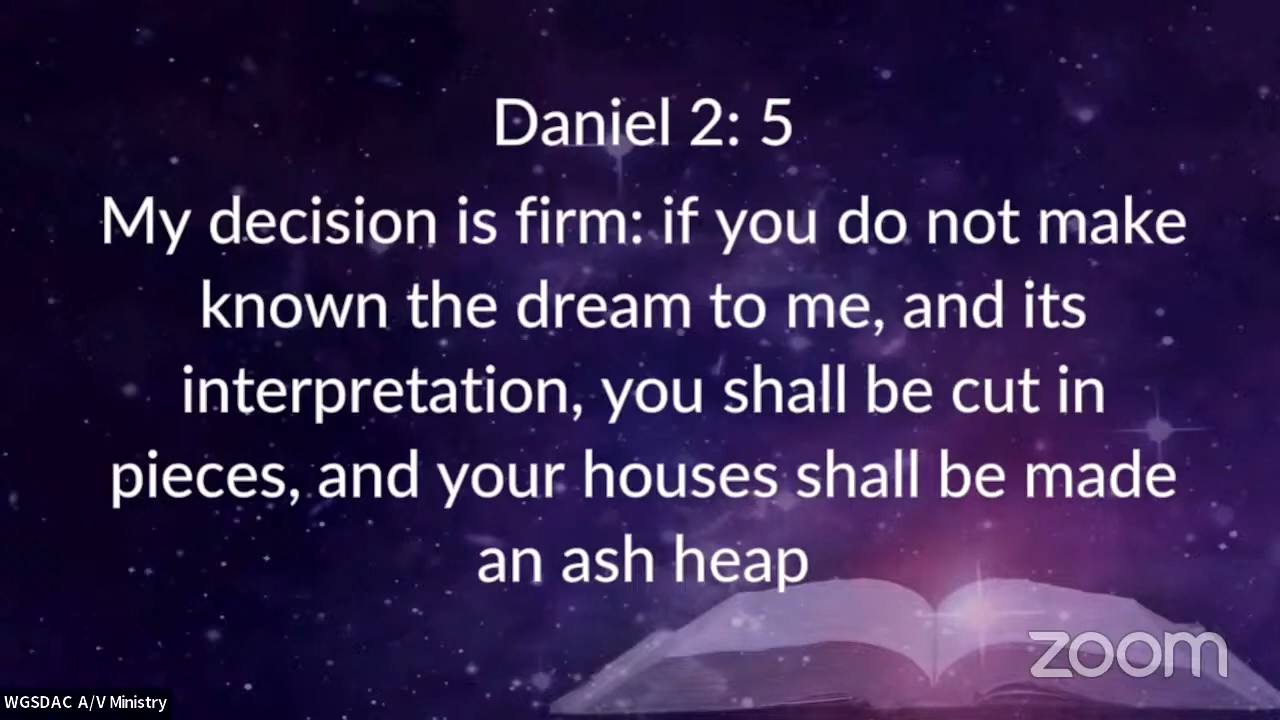 Daniel 2: 5
My decision is firm: if you do not make
known the dream to me, and its
interpretation, you shall be cut in
pieces, and your houses shall be made
an ash heap
zoom
WGSDAC A/V Ministry